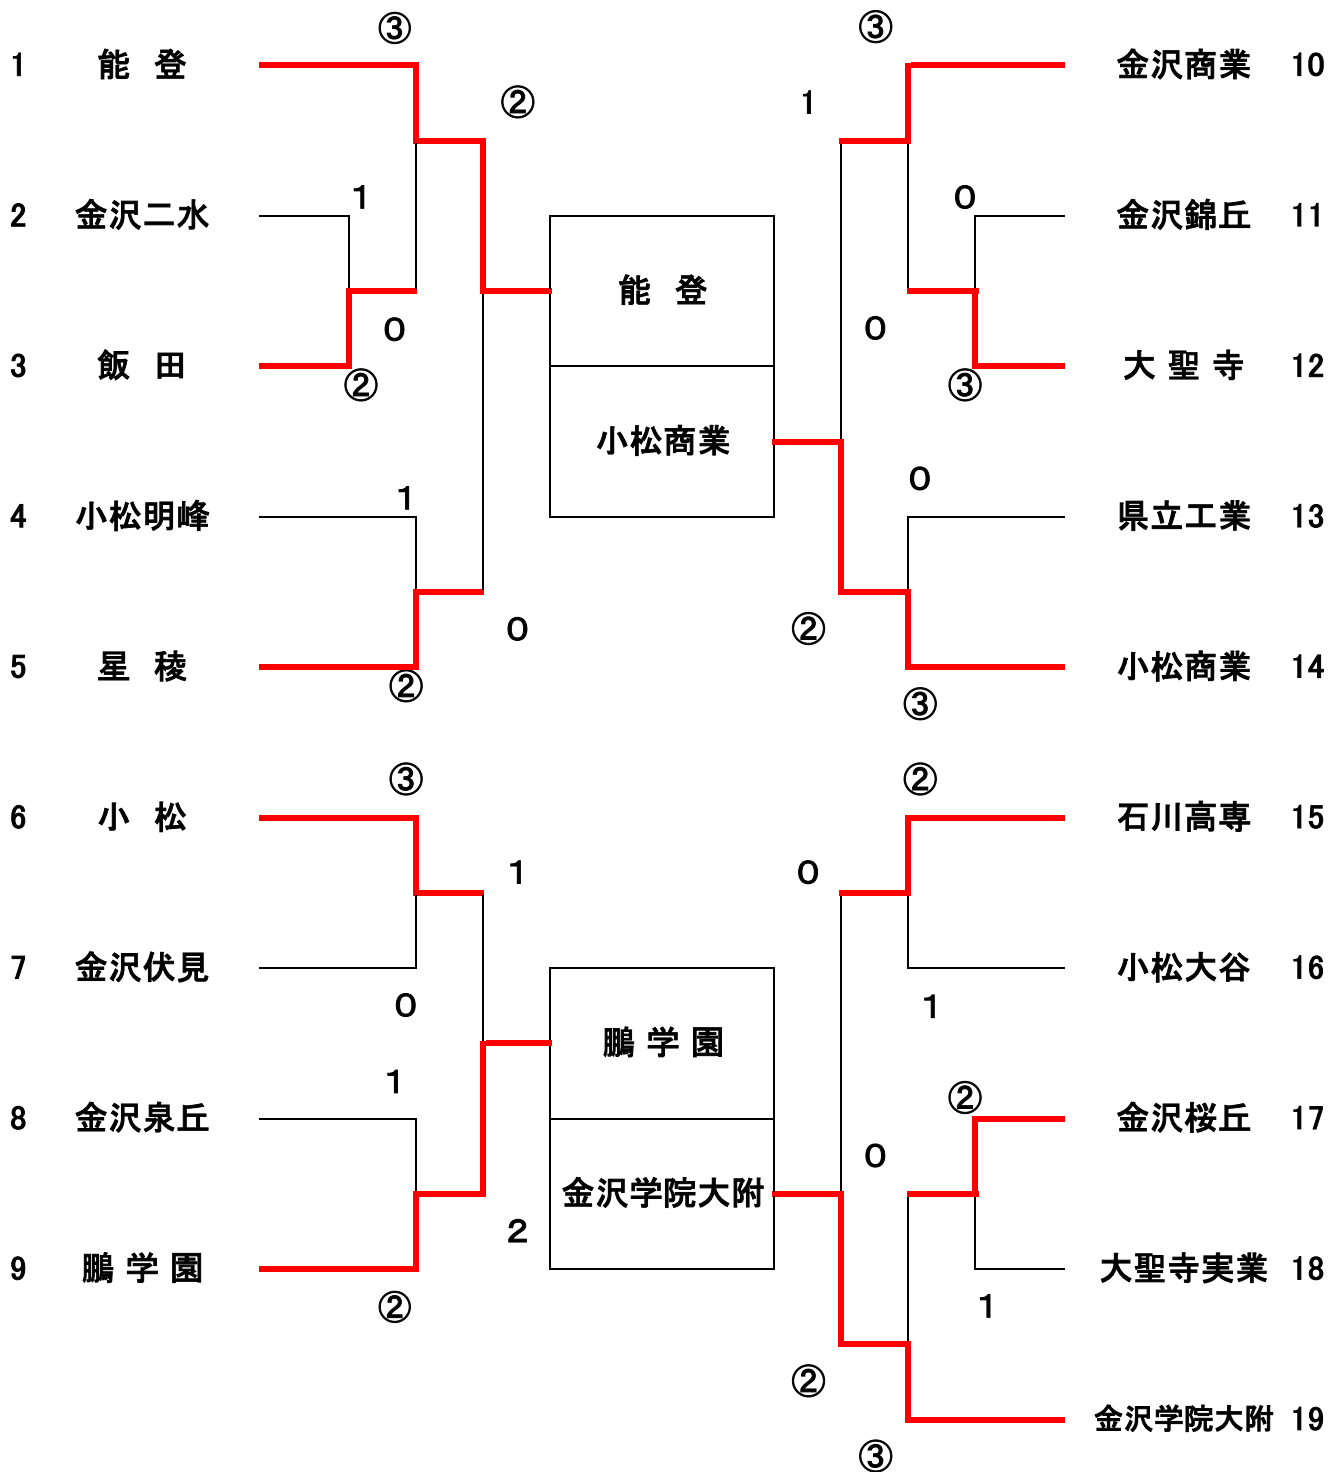 ③
1 能 登
②
1
2 金沢二水
3 飯 田
0
②
4 小松明峰
1
5 星 稜
②
0
6 小 松
③
1
7 金沢伏見
0
8 金沢泉丘
1
9 鵬 学 園
②
2
能 登
小松商業
鵬 学 園
金沢学院大附
③
金沢商業 10
1
0
金沢錦丘 11
0
大 聖 寺 12
③
0
県立工業 13
②
小松商業 14
③
②
石川高専 15
0
小松大谷 16
1
②
金沢桜丘 17
0
大聖寺実業 18
1
②
金沢学院大附 19
③